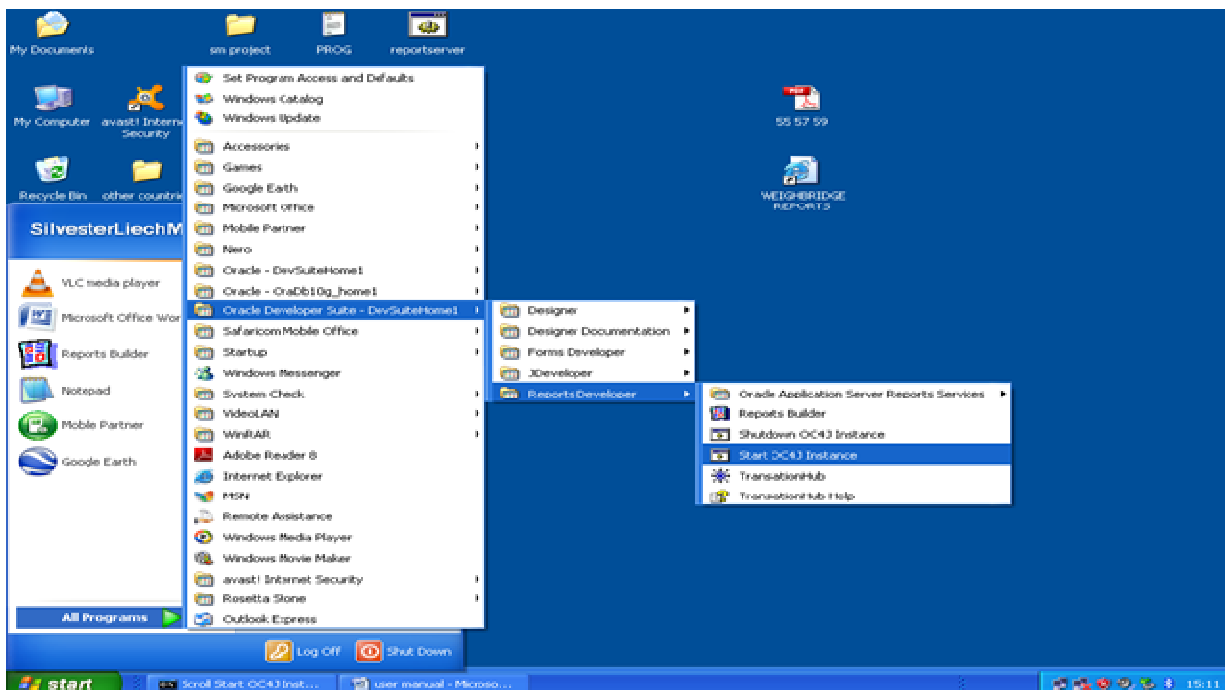 My Documents
sm project
PROG
reportserver
My Computer
avast! Interne
Security
55 57 59
Recycle Bin
other countrie
WEIGHBRIDGE
REPORTS
SilvesterLiechM
VLC media player
Microsoft Office Wor
Reports Builder
Notepad
Moble Partner
Google Earth
All Programs
Set Program Access and Defaults
Windows Catalog
Windows Update
Accessories
Games
Google Earth
Microsoft Office
Mobile Partner
Nero
Oracle - DevSuiteHome1
Oracle - OraDb10g_home1
Oracle Developer Suite - DevSuiteHome1
Safaricom Mobile Office
Startup
Windows Messenger
System Check
VideoLAN
WinRAR
Adobe Reader 8
Internet Explorer
MSN
Remote Assistance
Windows Media Player
Windows Movie Maker
avast! Internet Security
Rosetta Stone
Outlook Express
Designer
Designer Documentation
Forms Developer
JDeveloper
Reports Developer
Oracle Application Server Reports Services
Reports Builder
Shutdown OC4J Instance
Start OC4J Instance
TransationHub
TransationHub Help
Log Off
Shut Down
start
Scroll Start OC4J Inst...
user manual - Microso...
15:11